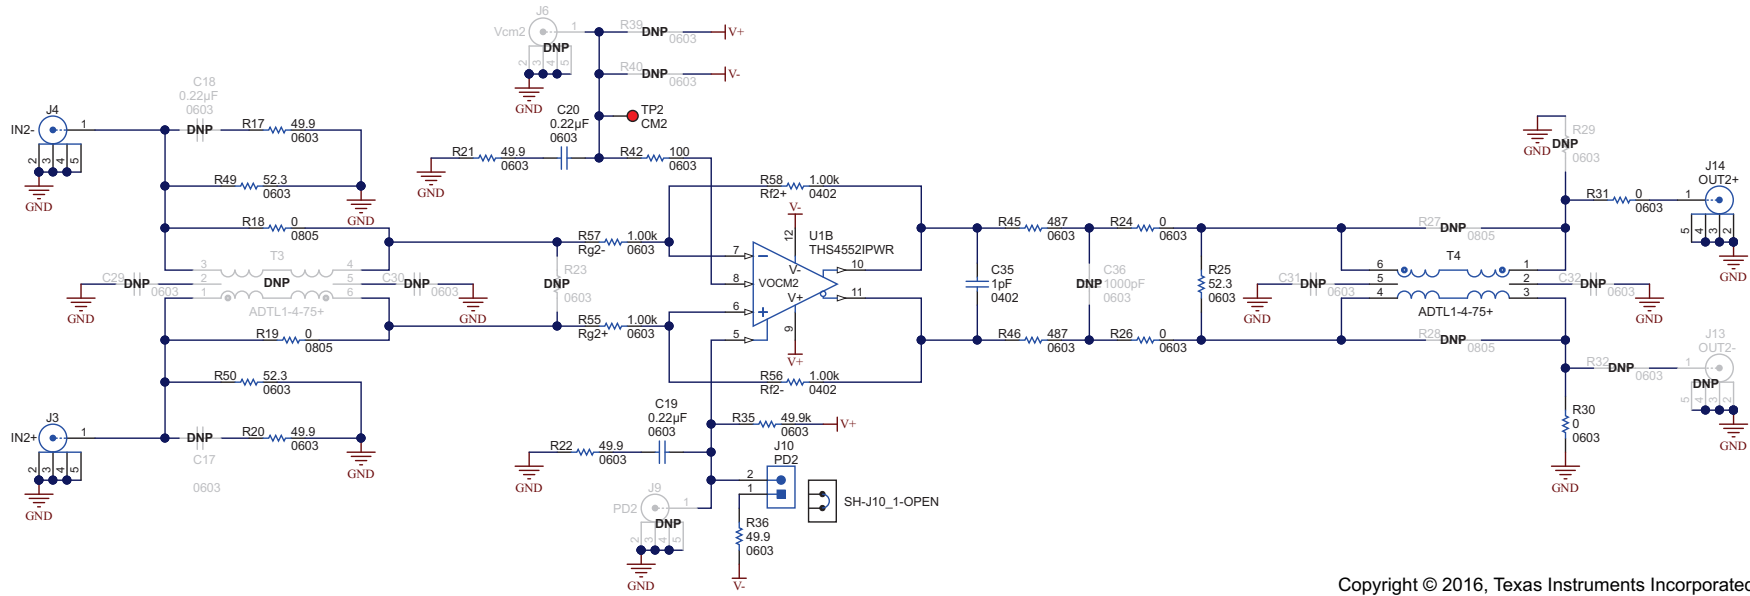 J6
Vcm2
1
DNP
2 3 4 5
GND
R39
DNP
0603
V+
R40
DNP
0603
V-
TP2
CM2
C20
0.22µF
0603
R21
49.9
0603
GND
R42
100
0603
J4
IN2-
1
2 3 4 5
GND
C18
0.22µF
0603
DNP
R17
49.9
0603
R49
52.3
0603
GND
R18
0
0805
T3
3
2
1
4
5
6
DNP
ADTL1-4-75+
C29
DNP
0603
GND
C30
DNP
0603
GND
R19
0
0805
R50
52.3
0603
J3
IN2+
1
2 3 4 5
GND
DNP
C17
0603
R20
49.9
0603
GND
R23
DNP
0603
R57
Rg2-
1.00k
0603
R55
Rg2+
1.00k
0603
R58
Rf2+
1.00k
0402
V-
12
U1B
THS4552IPWR
7
8
6
5
V-
VOCM2
V+
10
11
9
V+
R56
Rf2-
1.00k
0402
C19
0.22µF
0603
R22
49.9
0603
GND
R35
49.9k
0603
V+
J10
PD2
2
1
SH-J10_1-OPEN
J9
PD2
1
DNP
2 3 4 5
GND
R36
49.9
0603
V-
R45
487
0603
C35
1pF
0402
R46
487
0603
R24
0
0603
C36
DNP
1000pF
0603
R26
0
0603
R25
52.3
0603
C31
DNP
0603
GND
R27
DNP
0805
T4
6
5
4
1
2
3
ADTL1-4-75+
R28
DNP
0805
C32
DNP
0603
GND
GND
R29
DNP
0603
R31
0
0603
J14
OUT2+
1
5 4 3 2
GND
R32
DNP
0603
J13
OUT2-
1
DNP
5 4 3 2
GND
R30
0
0603
GND
Copyright © 2016, Texas Instruments Incorporated